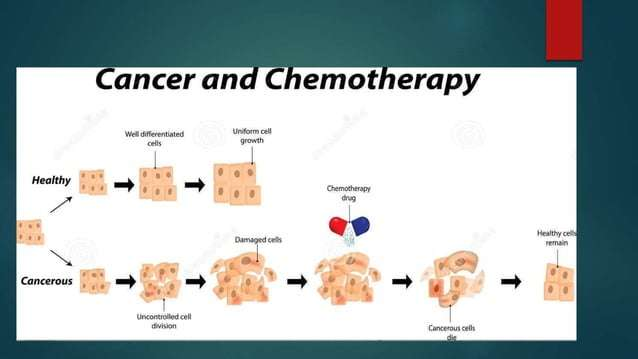 Cancer and Chemotherapy
Well differentiated
cells
Uniform cell
growth
Healthy
Chemotherapy
drug
Damaged cells
Healthy cells
remain
Cancerous
Uncontrolled cell
division
Cancerous cells
die